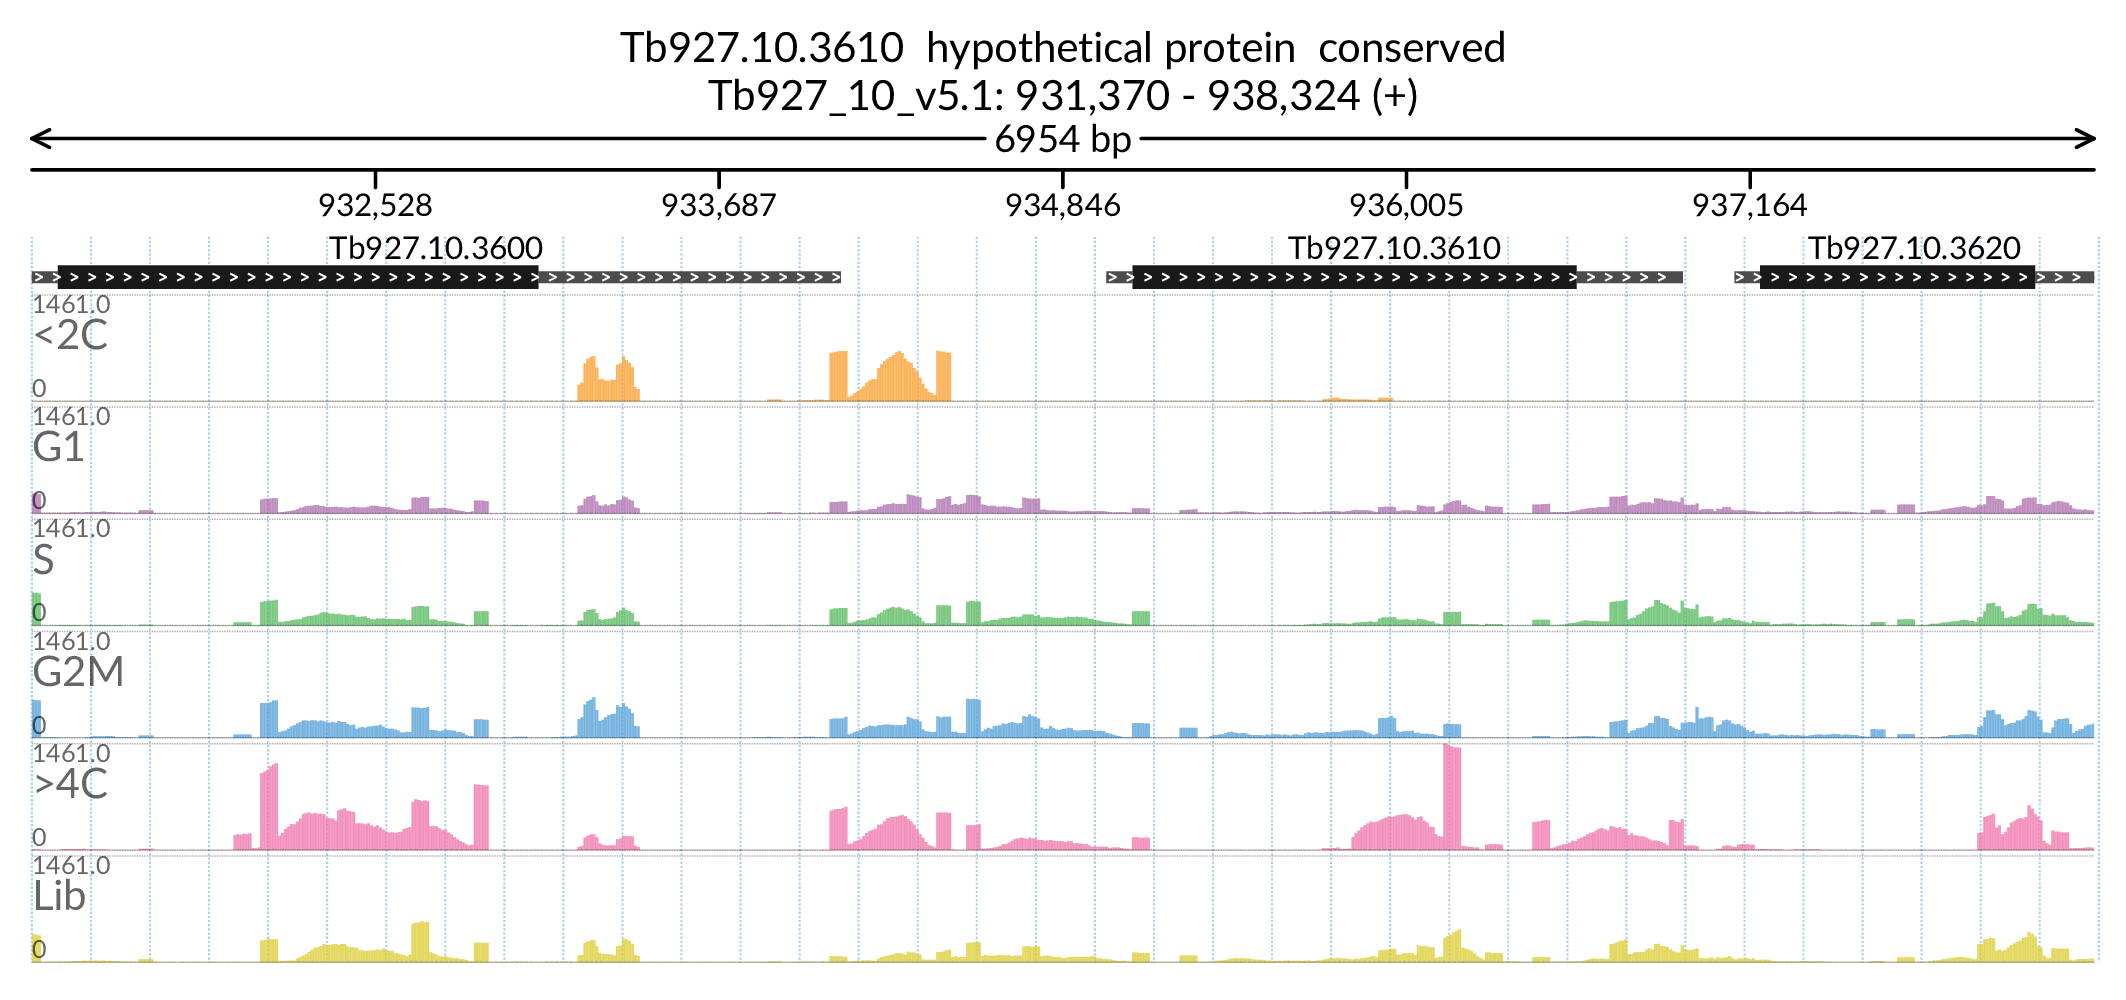 Tb927.10.3610 hypothetical protein conserved
Tb927_10_v5.1: 931,370 - 938,324 (+)
6954 bp
932,528 933,687 934,846 936,005 937,164
Tb927.10.3600 Tb927.10.3610 Tb927.10.3620
1461.0
<2C
0
1461.0
G1
0
1461.0
S
0
1461.0
G2M
0
1461.0
>4C
0
1461.0
Lib
0